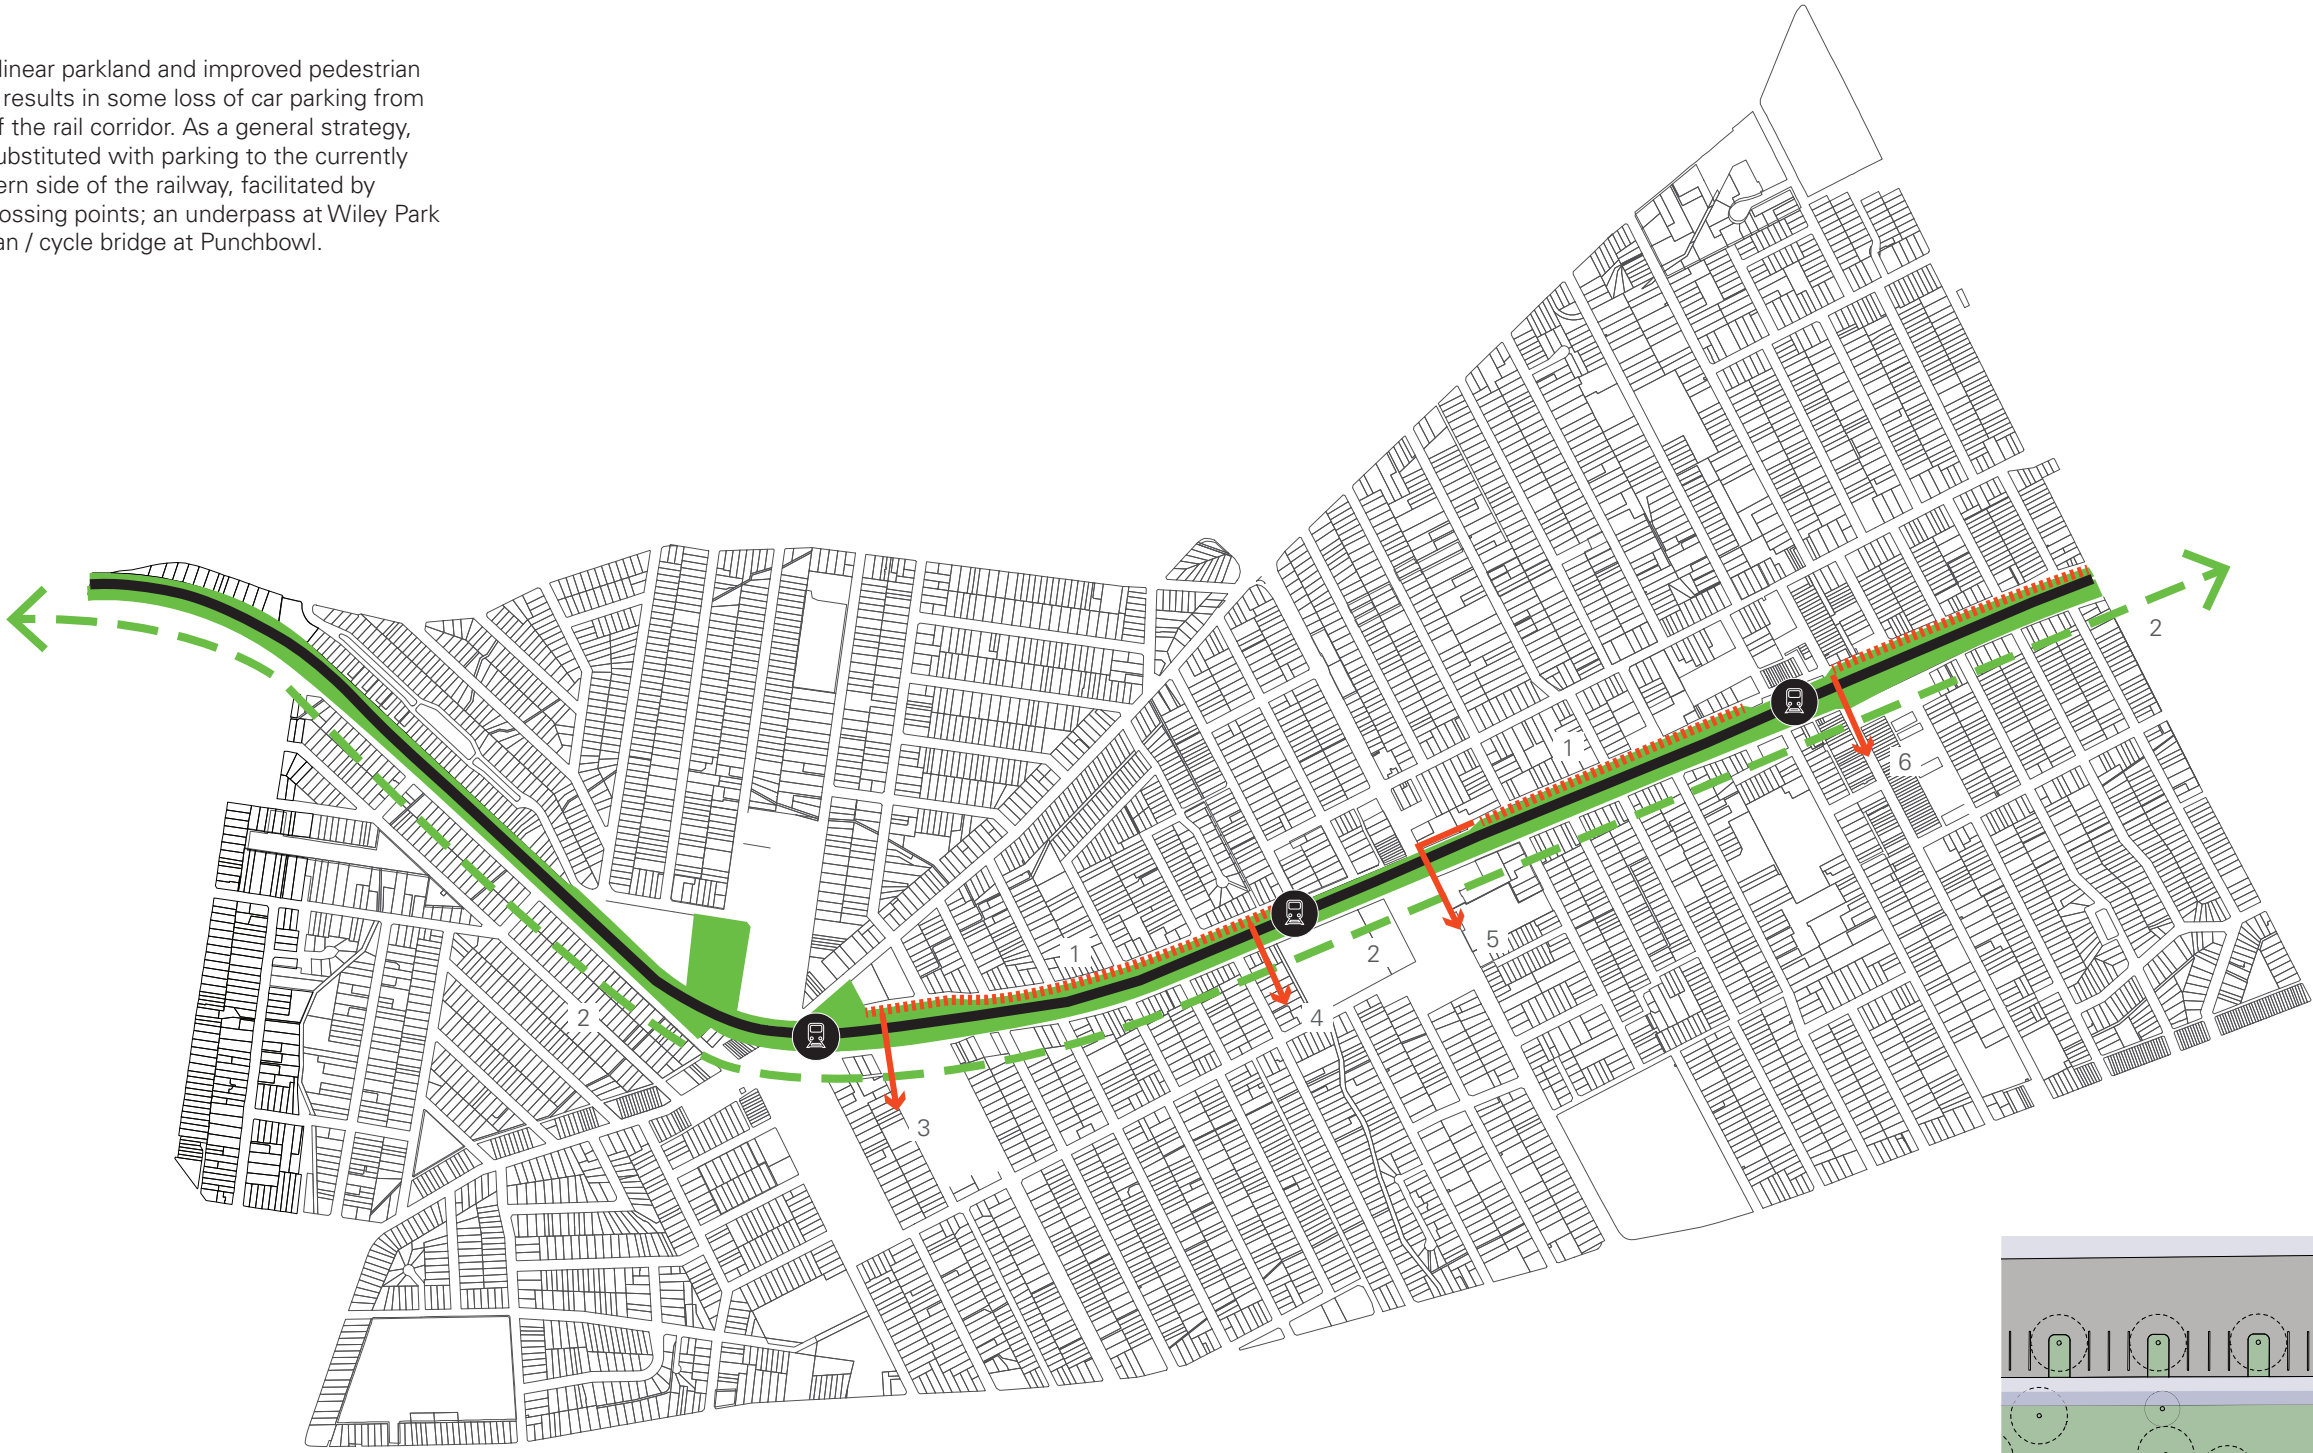 linear parkland and improved pedestrian
results in some loss of car parking from
f the rail corridor. As a general strategy,
ubstituted with parking to the currently
ern side of the railway, facilitated by
ossing points; an underpass at Wiley Park
an / cycle bridge at Punchbowl.
2
1
6
5
1
2
4
2
3